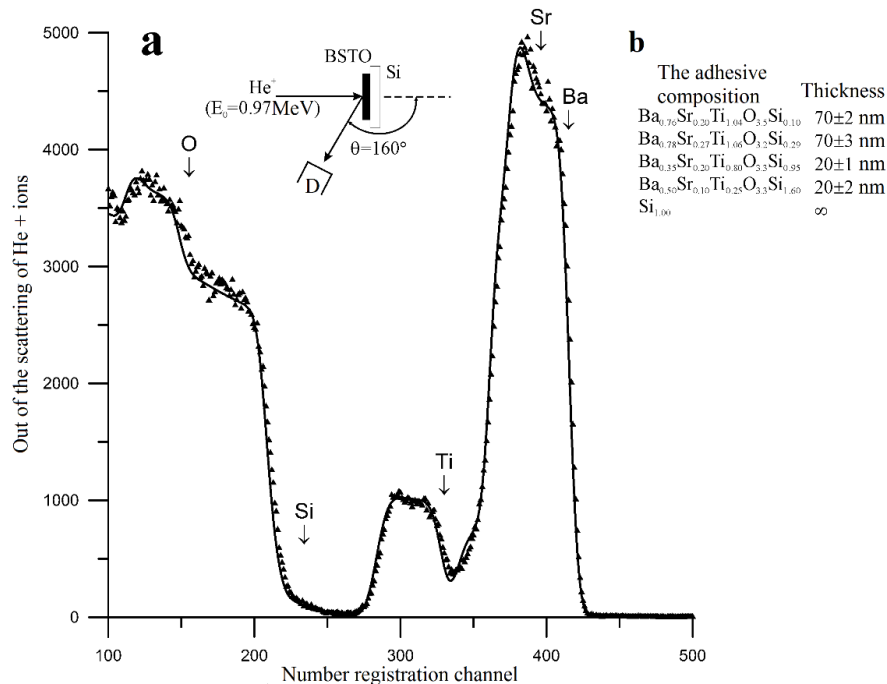 a
b
BSTO
Si
He⁺
(E₀=0.97MeV)
θ=160°
D
O
Si
Ti
Sr
Ba
5000
4000
3000
2000
1000
0
100
200
300
400
500
Out of the scattering of He + ions
Number registration channel
The adhesive composition
Thickness
Ba₀.₇₆Sr₀.₂₀Ti₁.₀₄O₃.₅Si₀.₁₀ 70±2 nm
Ba₀.₇₈Sr₀.₂₇Ti₁.₀₆O₃.₂Si₀.₂₉ 70±3 nm
Ba₀.₃₅Sr₀.₂₀Ti₀.₈₀O₃.₃Si₀.₉₅ 20±1 nm
Ba₀.₅₀Sr₀.₁₀Ti₀.₂₅O₃.₃Si₁.₆₀ 20±2 nm
Si₁.₀₀ ∞